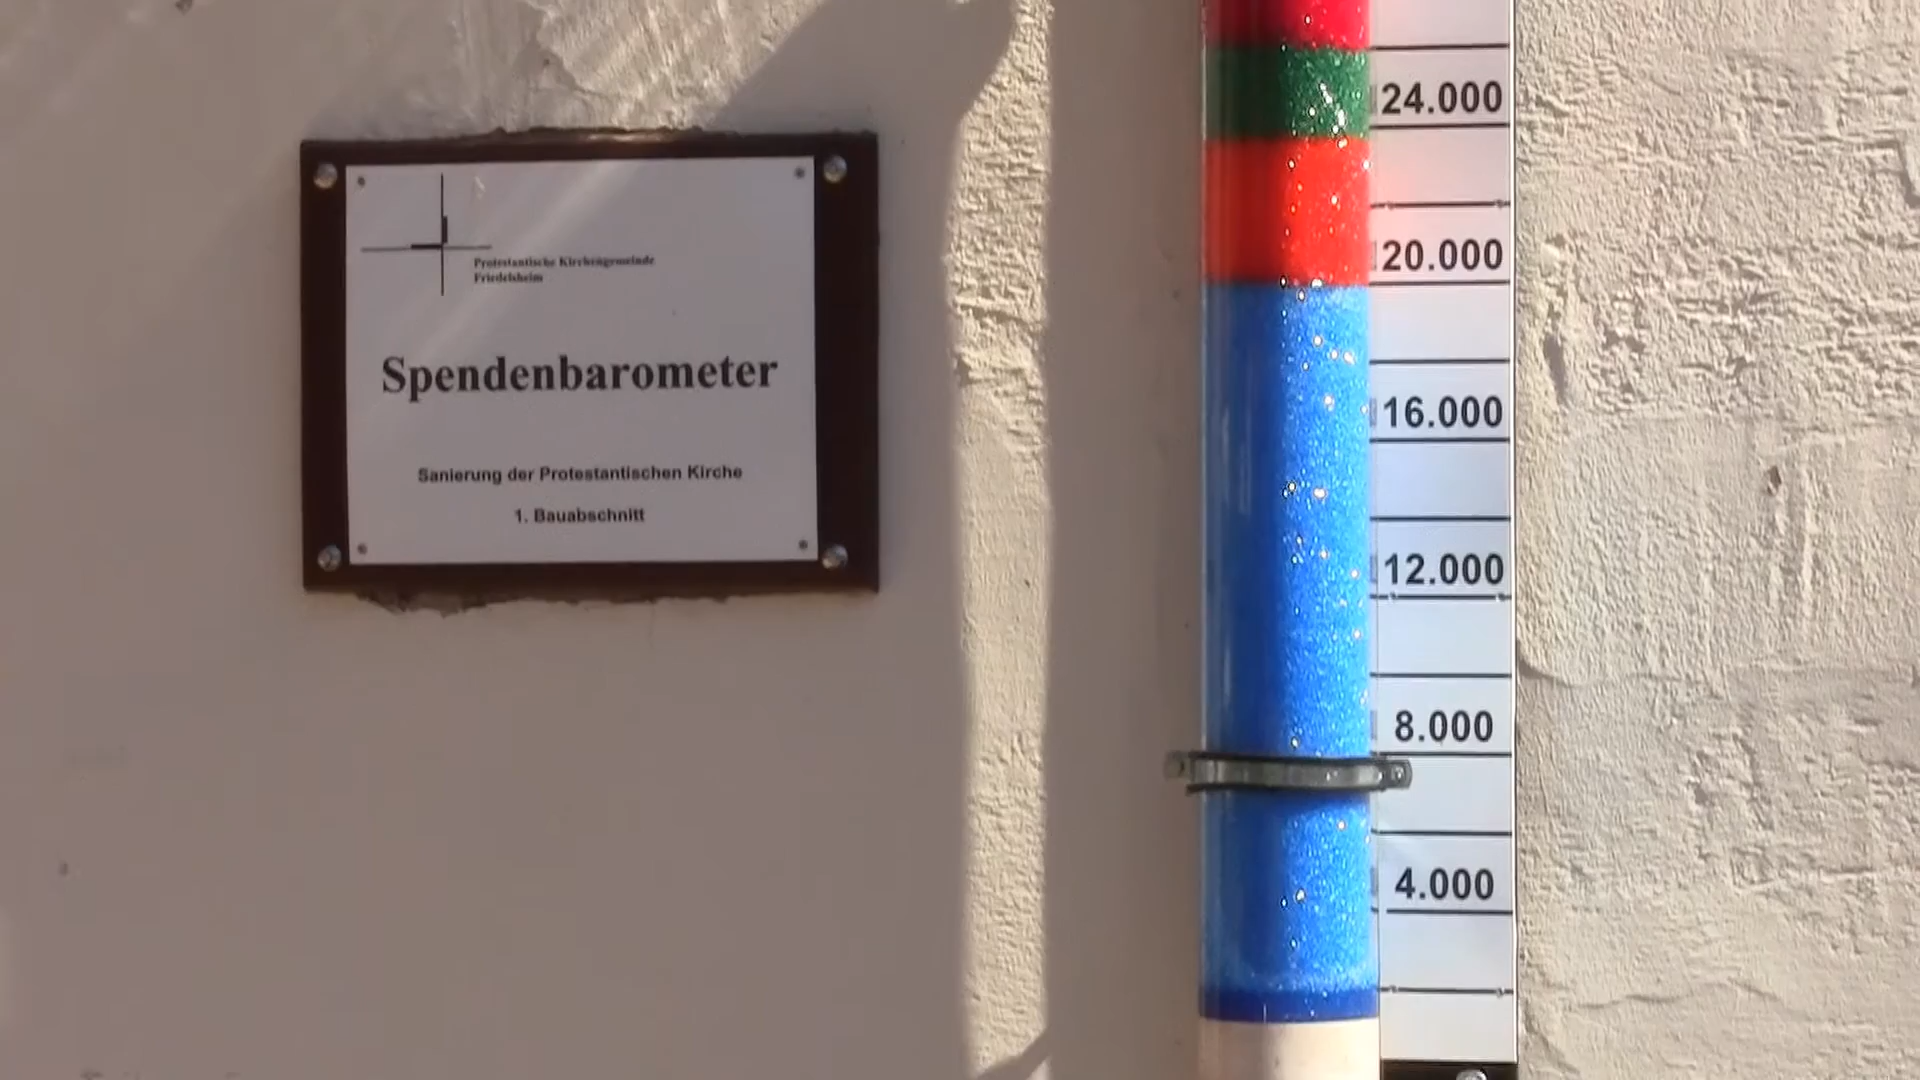 Protestantische Kirchengemeinde
Friedelsheim
Spendenbarometer
Sanierung der Protestantischen Kirche
1. Bauabschnitt
24.000
20.000
16.000
12.000
8.000
4.000